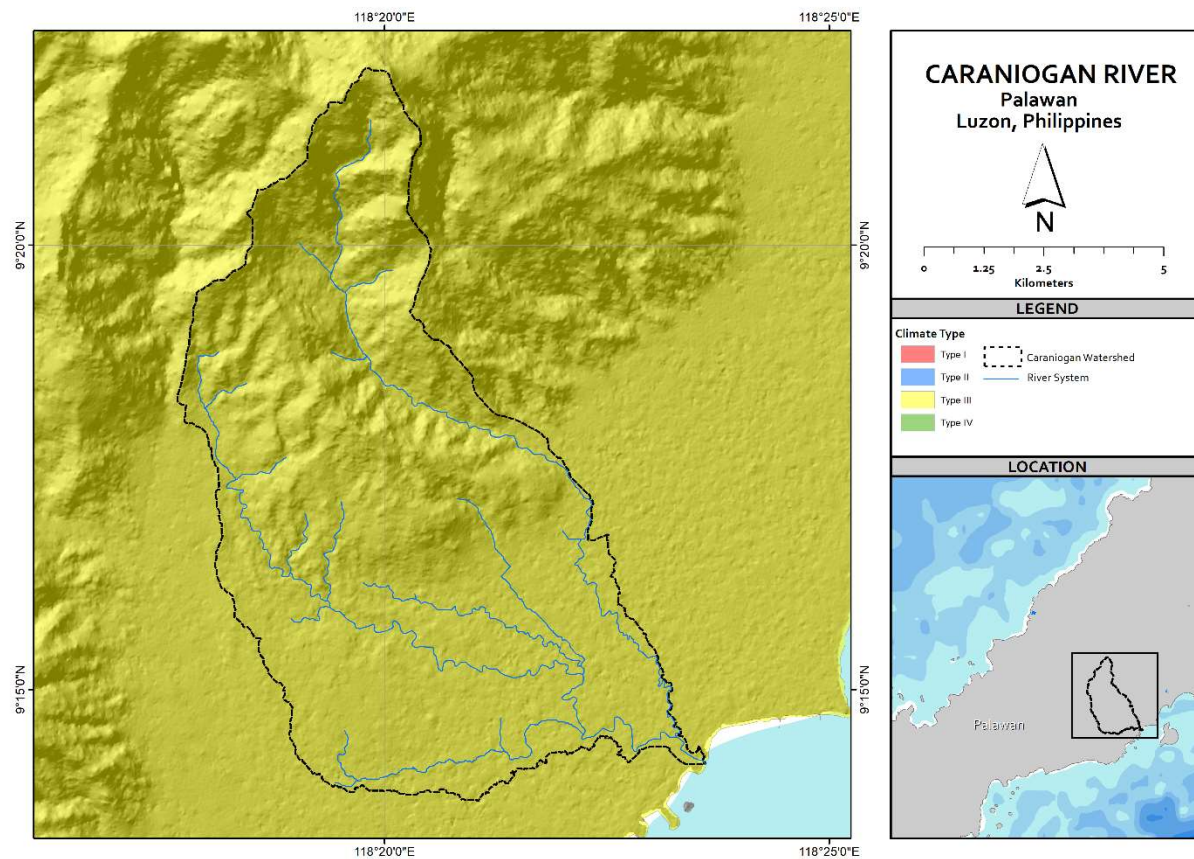 118°20'0"E
118°25'0"E
9°20'0"N
9°20'0"N
9°15'0"N
9°15'0"N
118°20'0"E
118°25'0"E
CARANIOGAN RIVER
Palawan
Luzon, Philippines
N
0 1.25 2.5 5
Kilometers
LEGEND
Climate Type
Type I
Type II
Type III
Type IV
Caraniogan Watershed
River System
LOCATION
Palawan